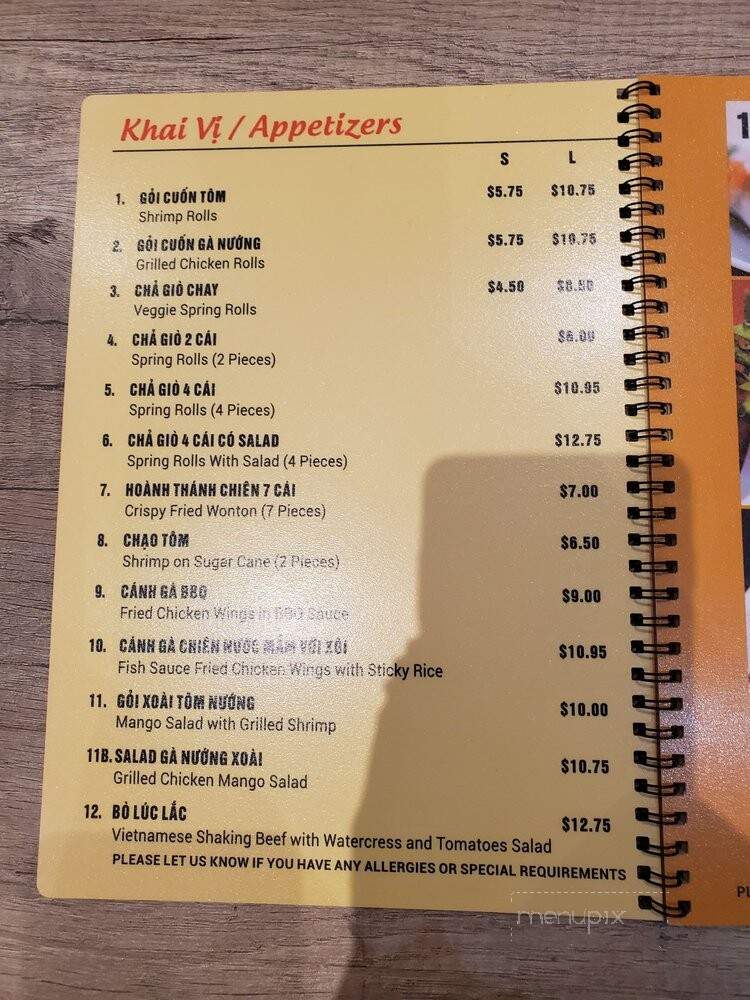 Khai Vị / Appetizers
S L
1. GỎI CUỐN TÔM $5.75 $10.75
Shrimp Rolls
2. GỎI CUỐN GÀ NƯỚNG $5.75 $10.75
Grilled Chicken Rolls
3. CHẢ GIÒ CHAY $4.50 $8.50
Veggie Spring Rolls
4. CHẢ GIÒ 2 CÁI $6.00
Spring Rolls (2 Pieces)
5. CHẢ GIÒ 4 CÁI $10.95
Spring Rolls (4 Pieces)
6. CHẢ GIÒ 4 CÁI CÓ SALAD $12.75
Spring Rolls With Salad (4 Pieces)
7. HOÀNH THÁNH CHIÊN 7 CÁI $7.00
Crispy Fried Wonton (7 Pieces)
8. CHẠO TÔM $6.50
Shrimp on Sugar Cane (2 Pieces)
9. CÁNH GÀ BBQ $9.00
Fried Chicken Wings in BBQ Sauce
10. CÁNH GÀ CHIÊN NƯỚC MẮM VỚI XÔI $10.95
Fish Sauce Fried Chicken Wings with Sticky Rice
11. GỎI XOÀI TÔM NƯỚNG $10.00
Mango Salad with Grilled Shrimp
11B. SALAD GÀ NƯỚNG XOÀI $10.75
Grilled Chicken Mango Salad
12. BÒ LÚC LẮC $12.75
Vietnamese Shaking Beef with Watercress and Tomatoes Salad
PLEASE LET US KNOW IF YOU HAVE ANY ALLERGIES OR SPECIAL REQUIREMENTS
menupix